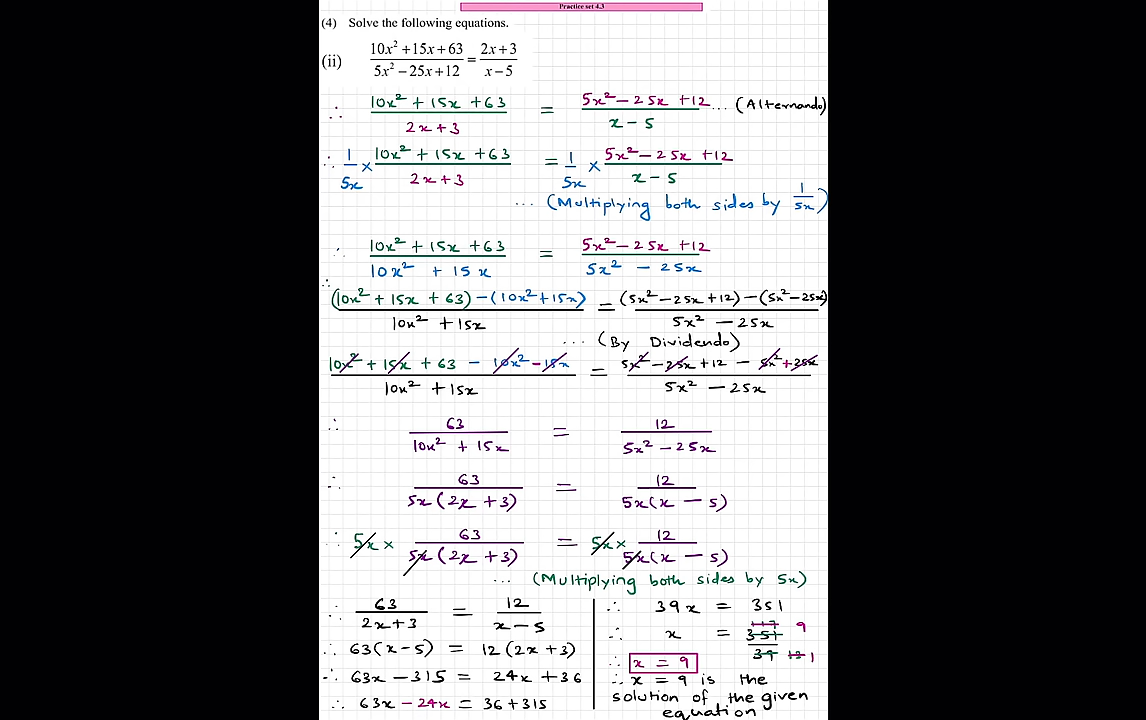 Practice set 4.3
(4) Solve the following equations.
(ii) (10x² + 15x + 63)/(5x² − 25x + 12) = (2x + 3)/(x − 5)
∴ (10x² + 15x + 63)/(2x + 3) = (5x² − 25x + 12)/(x − 5) ... (Alternando)
∴ 1/5x × (10x² + 15x + 63)/(2x + 3) = 1/5x × (5x² − 25x + 12)/(x − 5)
... (Multiplying both sides by 1/5x)
∴ (10x² + 15x + 63)/(10x² + 15x) = (5x² − 25x + 12)/(5x² − 25x)
∴ ((10x² + 15x + 63) − (10x² + 15x))/(10x² + 15x) = ((5x² − 25x + 12) − (5x² − 25x))/(5x² − 25x)
... (By Dividendo)
(10x² + 15x + 63 − 10x² − 15x)/(10x² + 15x) = (5x² − 25x + 12 − 5x² + 25x)/(5x² − 25x)
∴ 63/(10x² + 15x) = 12/(5x² − 25x)
∴ 63/(5x(2x + 3)) = 12/(5x(x − 5))
∴ 5x × 63/(5x(2x + 3)) = 5x × 12/(5x(x − 5))
... (Multiplying both sides by 5x)
∴ 63/(2x + 3) = 12/(x − 5)
∴ 63(x − 5) = 12(2x + 3)
∴ 63x − 315 = 24x + 36
∴ 63x − 24x = 36 + 315
∴ 39x = 351
∴ x = 351/39 117 9 13 1
∴ x = 9
∴ x = 9 is the
solution of the given
equation